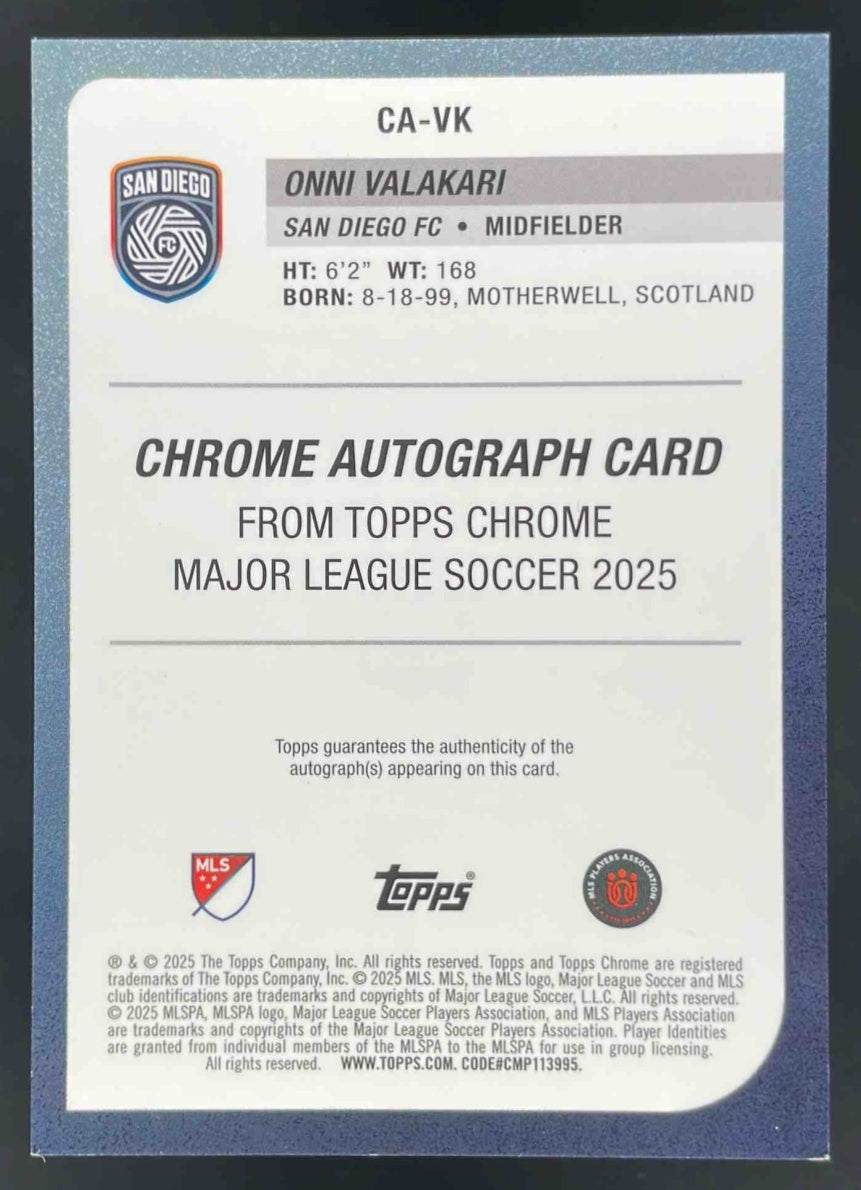 CA-VK
SAN DIEGO
FC
ONNI VALAKARI
SAN DIEGO FC • MIDFIELDER
HT: 6'2” WT: 168
BORN: 8-18-99, MOTHERWELL, SCOTLAND
CHROME AUTOGRAPH CARD
FROM TOPPS CHROME
MAJOR LEAGUE SOCCER 2025
Topps guarantees the authenticity of the
autograph(s) appearing on this card.
MLS
Topps®
MLS PLAYERS ASSOCIATION
® & © 2025 The Topps Company, Inc. All rights reserved. Topps and Topps Chrome are registered
trademarks of The Topps Company, Inc. © 2025 MLS. MLS, the MLS logo, Major League Soccer and MLS
club identifications are trademarks and copyrights of Major League Soccer, L.L.C. All rights reserved.
© 2025 MLSPA, MLSPA logo, Major League Soccer Players Association, and MLS Players Association
are trademarks and copyrights of the Major League Soccer Players Association. Player Identities
are granted from individual members of the MLSPA to the MLSPA for use in group licensing.
All rights reserved. WWW.TOPPS.COM. CODE#CMP113995.